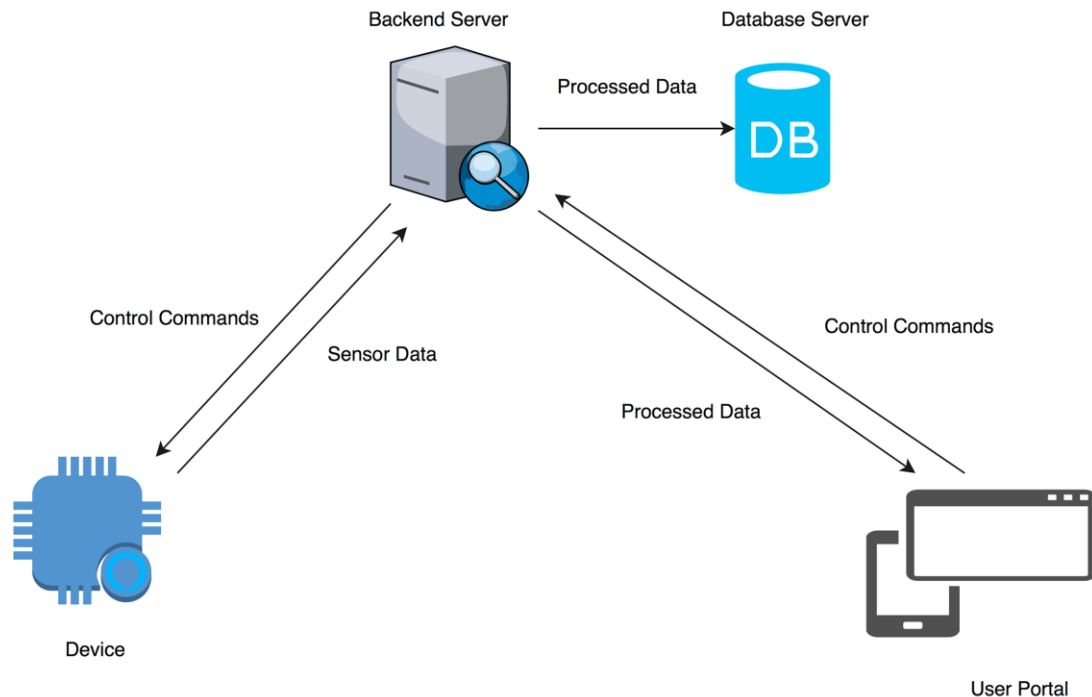 Backend Server
Database Server
Processed Data
DB
Control Commands
Sensor Data
Control Commands
Processed Data
Device
User Portal